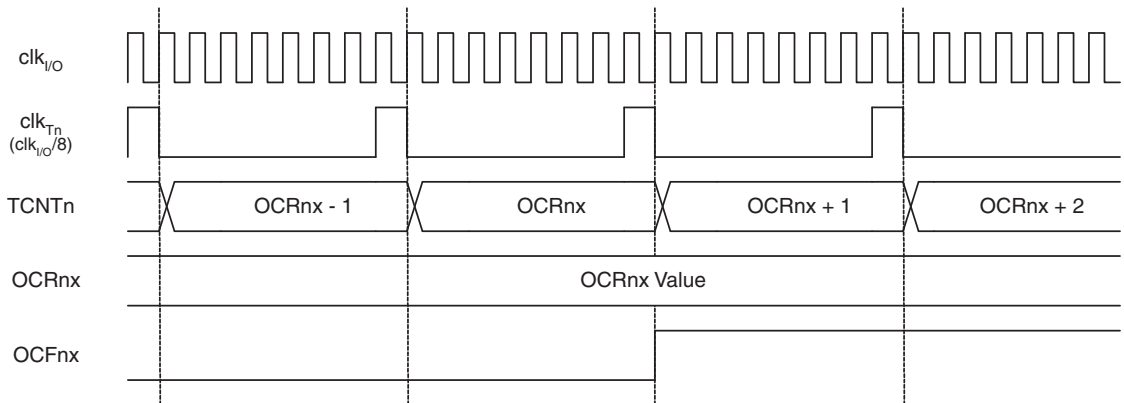 clkI/O
clkTn
(clkI/O/8)
TCNTn
OCRnx - 1
OCRnx
OCRnx + 1
OCRnx + 2
OCRnx
OCRnx Value
OCFnx